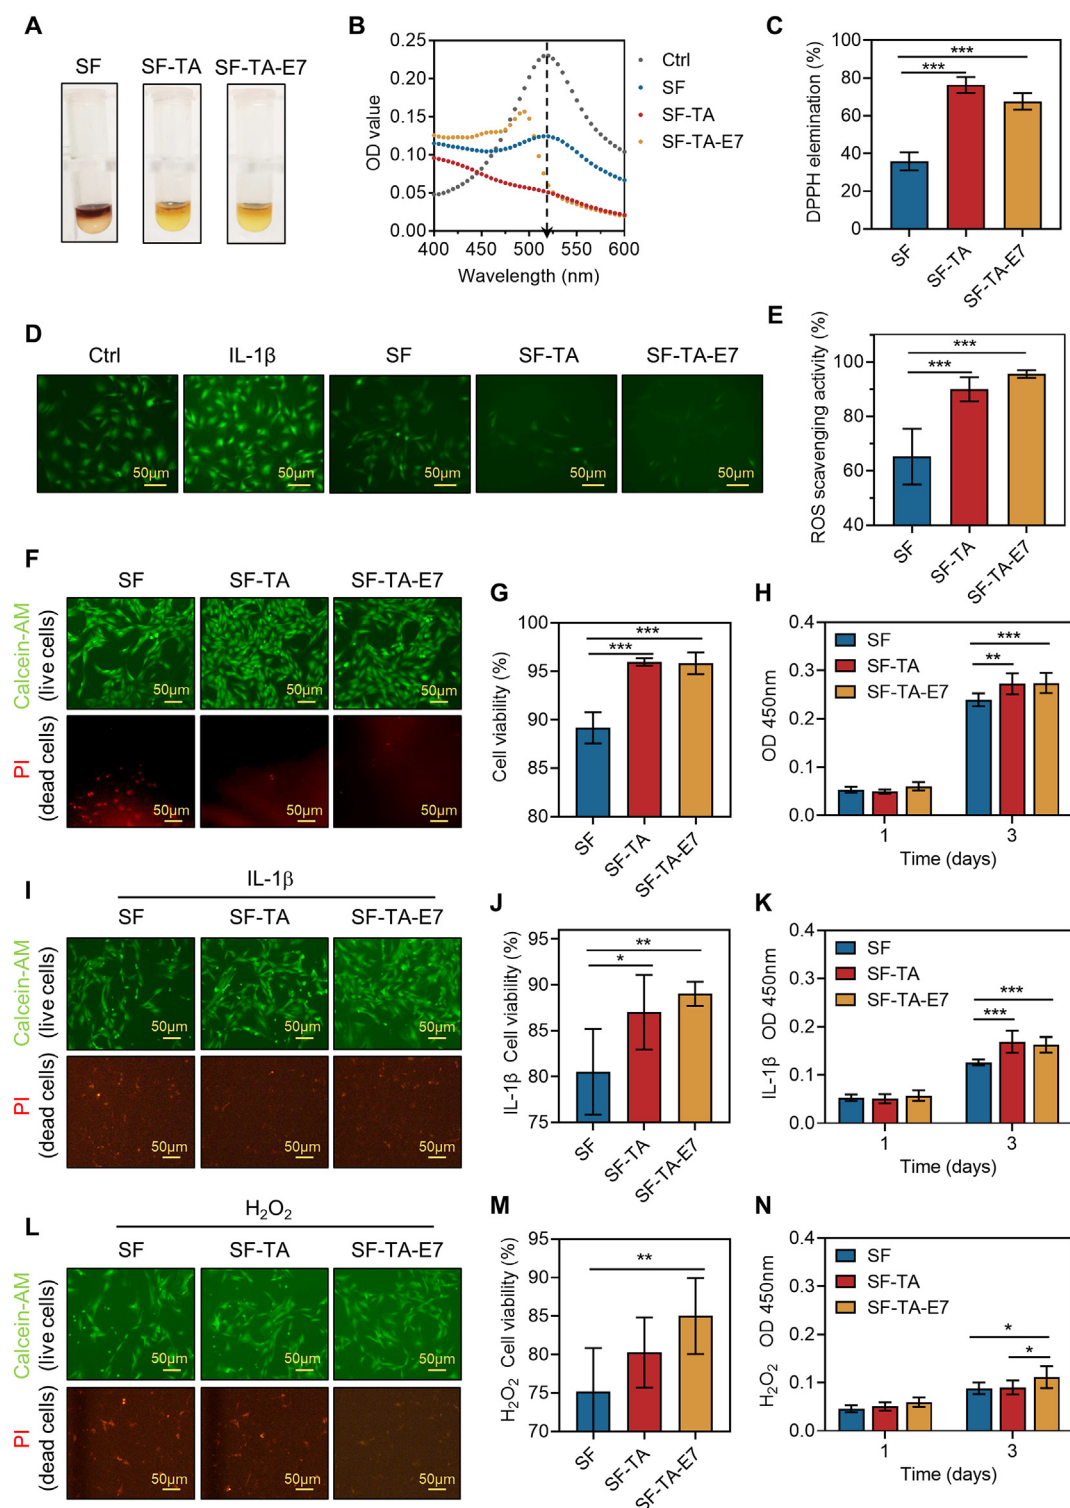 A
SF SF-TA SF-TA-E7
B
0.25
0.20
0.15
0.10
0.05
0.00
OD value
400 450 500 550 600
Wavelength (nm)
Ctrl
SF
SF-TA
SF-TA-E7
C
DPPH elemination (%)
100
80
60
40
20
0
***
***
SF
SF-TA
SF-TA-E7
D
Ctrl IL-1β SF SF-TA SF-TA-E7
50μm 50μm 50μm 50μm 50μm
E
ROS scavenging activity (%)
100
80
60
40
***
***
SF
SF-TA
SF-TA-E7
F
SF SF-TA SF-TA-E7
Calcein-AM
(live cells)
50μm 50μm 50μm
PI
(dead cells)
50μm 50μm 50μm
G
Cell viability (%)
100
95
90
85
80
***
***
SF
SF-TA
SF-TA-E7
H
OD 450nm
0.4
0.3
0.2
0.1
0.0
SF
SF-TA
SF-TA-E7
***
**
1 3
Time (days)
I
IL-1β
SF SF-TA SF-TA-E7
Calcein-AM
(live cells)
50μm 50μm 50μm
PI
(dead cells)
50μm 50μm 50μm
J
IL-1β Cell viability (%)
95
90
85
80
75
**
*
SF
SF-TA
SF-TA-E7
K
IL-1β OD 450nm
0.4
0.3
0.2
0.1
0.0
SF
SF-TA
SF-TA-E7
***
***
1 3
Time (days)
L
H₂O₂
SF SF-TA SF-TA-E7
Calcein-AM
(live cells)
50μm 50μm 50μm
PI
(dead cells)
50μm 50μm 50μm
M
H₂O₂ Cell viability (%)
95
90
85
80
75
70
**
SF
SF-TA
SF-TA-E7
N
H₂O₂ OD 450nm
0.4
0.3
0.2
0.1
0.0
SF
SF-TA
SF-TA-E7
*
*
1 3
Time (days)